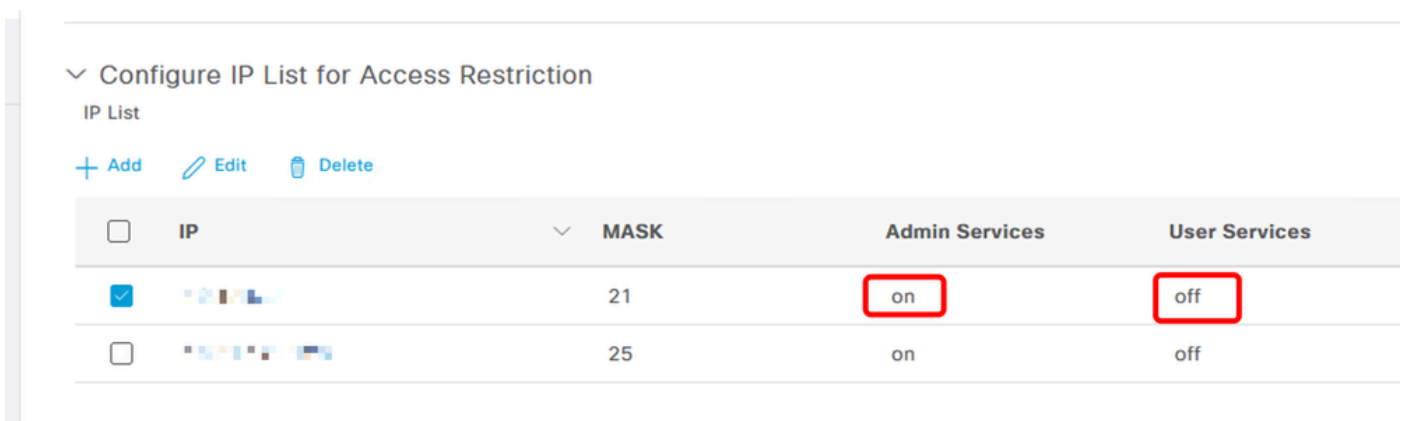 Configure IP List for Access Restriction
IP List
Add Edit Delete
IP MASK Admin Services User Services
21 on off
25 on off